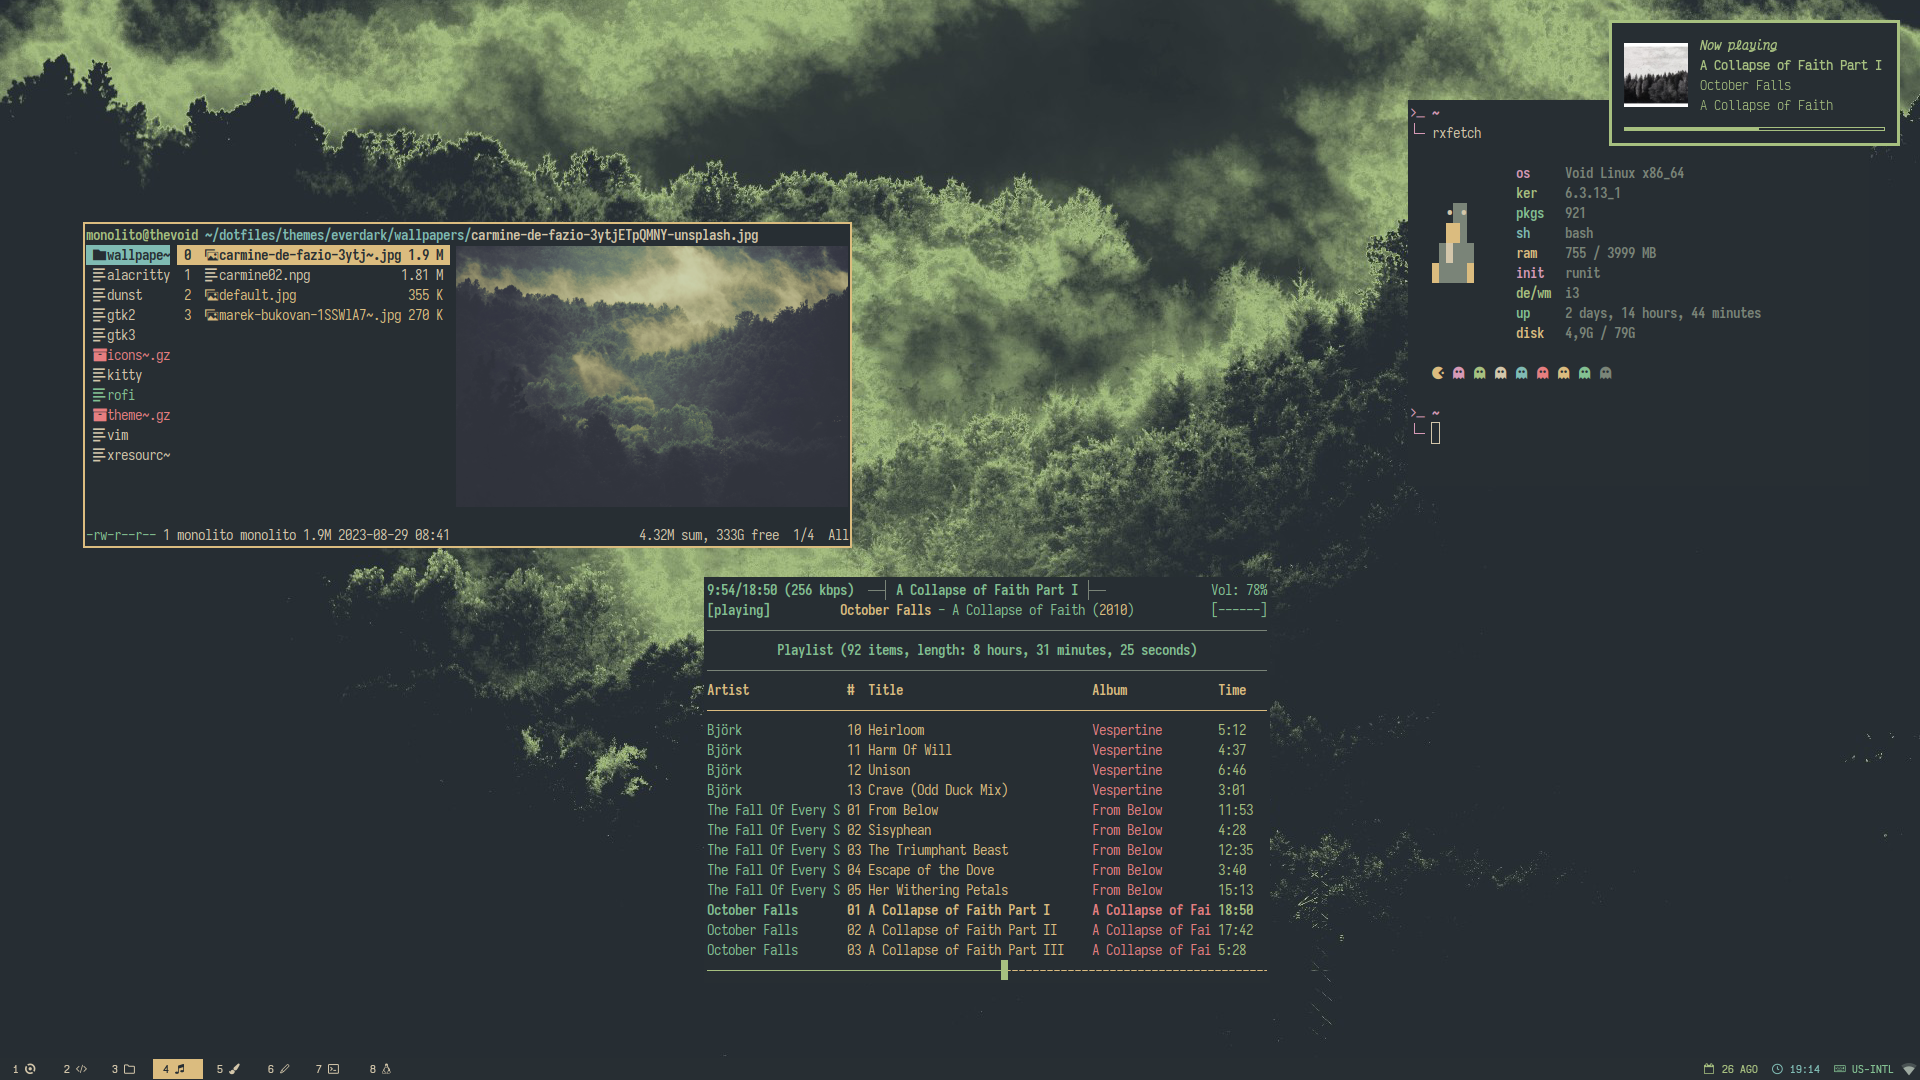 Now playing
A Collapse of Faith Part I
October Falls
A Collapse of Faith
>_ ~
└─ rxfetch
os Void Linux x86_64
ker 6.3.13_1
pkgs 921
sh bash
ram 755 / 3999 MB
init runit
de/wm i3
up 2 days, 14 hours, 44 minutes
disk 4,9G / 79G
>_ ~
└─
monolito@thevoid ~/dotfiles/themes/everdark/wallpapers/carmine-de-fazio-3ytjETpQMNY-unsplash.jpg
wallpape~ 0 carmine-de-fazio-3ytj~.jpg 1.9 M
alacritty 1 carmine02.npg 1.81 M
dunst 2 default.jpg 355 K
gtk2 3 marek-bukovan-1SSWlA7~.jpg 270 K
gtk3
icons~.gz
kitty
rofi
theme~.gz
vim
xresourc~
-rw-r--r-- 1 monolito monolito 1.9M 2023-08-29 08:41 4.32M sum, 333G free 1/4 All
9:54/18:50 (256 kbps) ──┤ A Collapse of Faith Part I ├── Vol: 78%
[playing] October Falls - A Collapse of Faith (2010) [------]
Playlist (92 items, length: 8 hours, 31 minutes, 25 seconds)
Artist # Title Album Time
Björk 10 Heirloom Vespertine 5:12
Björk 11 Harm Of Will Vespertine 4:37
Björk 12 Unison Vespertine 6:46
Björk 13 Crave (Odd Duck Mix) Vespertine 3:01
The Fall Of Every S 01 From Below From Below 11:53
The Fall Of Every S 02 Sisyphean From Below 4:28
The Fall Of Every S 03 The Triumphant Beast From Below 12:35
The Fall Of Every S 04 Escape of the Dove From Below 3:40
The Fall Of Every S 05 Her Withering Petals From Below 15:13
October Falls 01 A Collapse of Faith Part I A Collapse of Fai 18:50
October Falls 02 A Collapse of Faith Part II A Collapse of Fai 17:42
October Falls 03 A Collapse of Faith Part III A Collapse of Fai 5:28
1 2 3 4 5 6 7 8 26 AGO 19:14 US-INTL